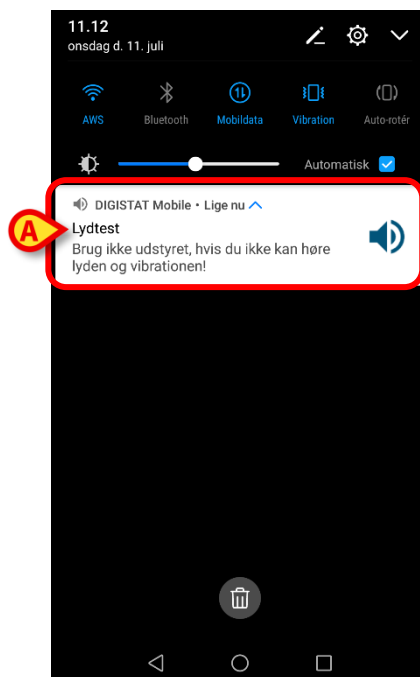 11.12
onsdag d. 11. juli
AWS Bluetooth Mobildata Vibration Auto-rotér
Automatisk
DIGISTAT Mobile • Lige nu
A Lydtest
Brug ikke udstyret, hvis du ikke kan høre
lyden og vibrationen!